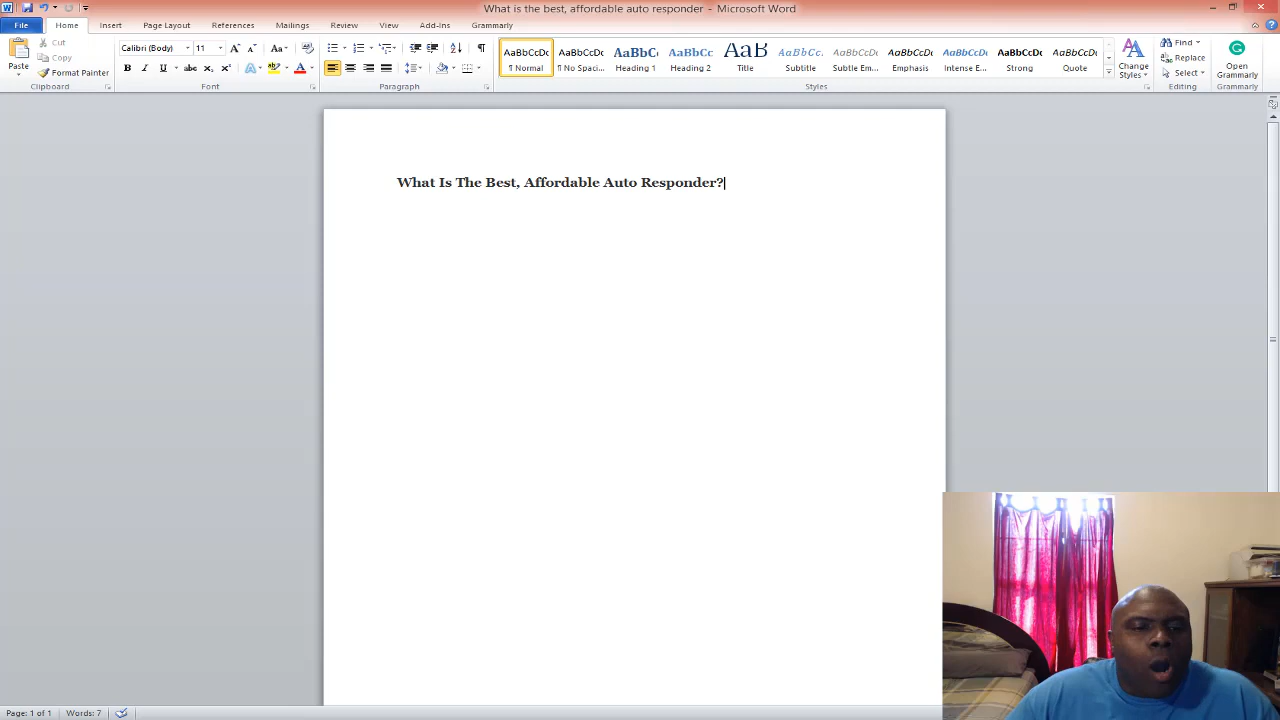 What is the best, affordable auto responder - Microsoft Word
File Home Insert Page Layout References Mailings Review View Add-Ins Grammarly
Paste
Cut
Copy
Format Painter
Clipboard
Calibri (Body) 11
Font
Paragraph
AaBbCcDc AaBbCcDc AaBbC AaBbCc AaB AaBbCc. AaBbCcDc AaBbCcDc AaBbCcDc AaBbCcDc AaBbCcDc
¶ Normal ¶ No Spaci... Heading 1 Heading 2 Title Subtitle Subtle Em... Emphasis Intense E... Strong Quote
Styles
Change Styles
Find
Replace
Select
Editing
Open Grammarly
Grammarly
What Is The Best, Affordable Auto Responder?
Page: 1 of 1 Words: 7